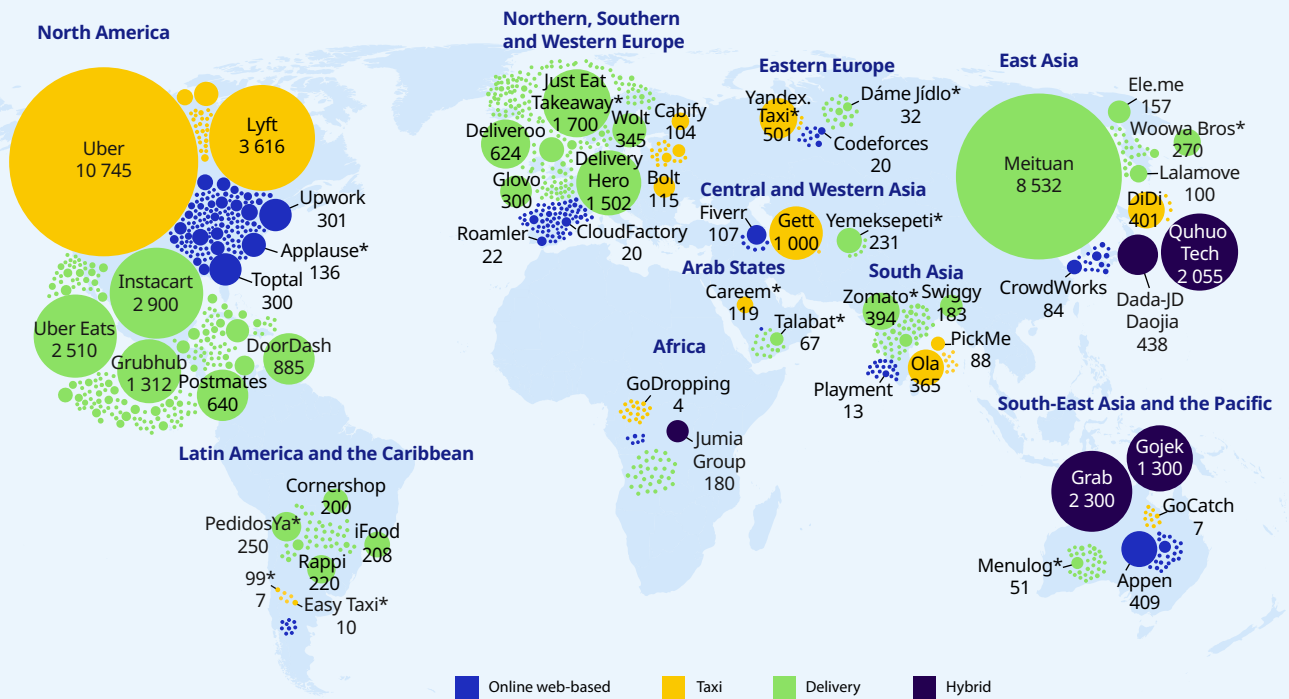 North America
Uber
10 745
Lyft
3 616
Upwork
301
Applause*
136
Toptal
300
Instacart
2 900
Uber Eats
2 510
Grubhub
1 312
DoorDash
885
Postmates
640
Northern, Southern
and Western Europe
Just Eat
Takeaway*
1 700
Wolt
345
Cabify
104
Deliveroo
624
Delivery
Hero
1 502
Bolt
115
Glovo
300
Roamler
22
CloudFactory
20
Eastern Europe
Yandex.
Taxi*
501
Dáme Jídlo*
32
Codeforces
20
Central and Western Asia
Fiverr
107
Gett
1 000
Yemeksepeti*
231
Arab States
Careem*
119
Talabat*
67
South Asia
Zomato*
394
Swiggy
183
PickMe
88
Ola
365
Playment
13
East Asia
Meituan
8 532
Ele.me
157
Woowa Bros*
270
Lalamove
100
DiDi
401
Quhuo
Tech
2 055
CrowdWorks
84
Dada-JD
Daojia
438
Africa
GoDropping
4
Jumia
Group
180
Latin America and the Caribbean
Cornershop
200
PedidosYa*
250
iFood
208
Rappi
220
99*
7
Easy Taxi*
10
South-East Asia and the Pacific
Gojek
1 300
Grab
2 300
GoCatch
7
Menulog*
51
Appen
409
Online web-based
Taxi
Delivery
Hybrid